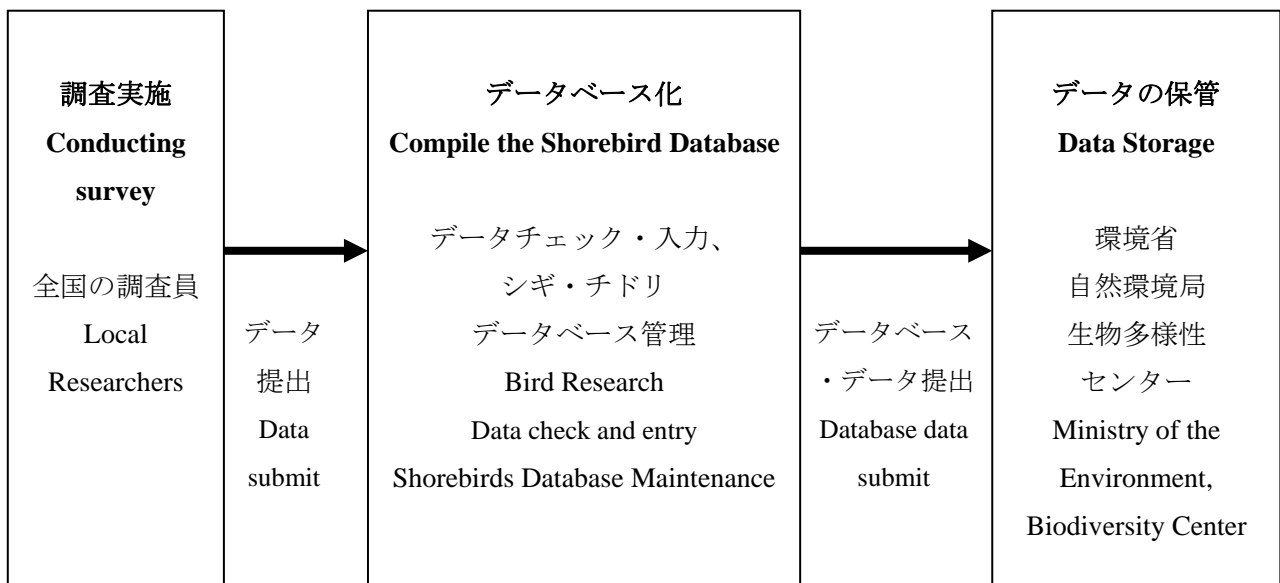 調査実施
Conducting
survey
全国の調査員
Local
Researchers
データ
提出
Data
submit
データベース化
Compile the Shorebird Database
データチェック・入力、
シギ・チドリ
データベース管理
Bird Research
Data check and entry
Shorebirds Database Maintenance
データベース
・データ提出
Database data
submit
データの保管
Data Storage
環境省
自然環境局
生物多様性
センター
Ministry of the
Environment,
Biodiversity Center